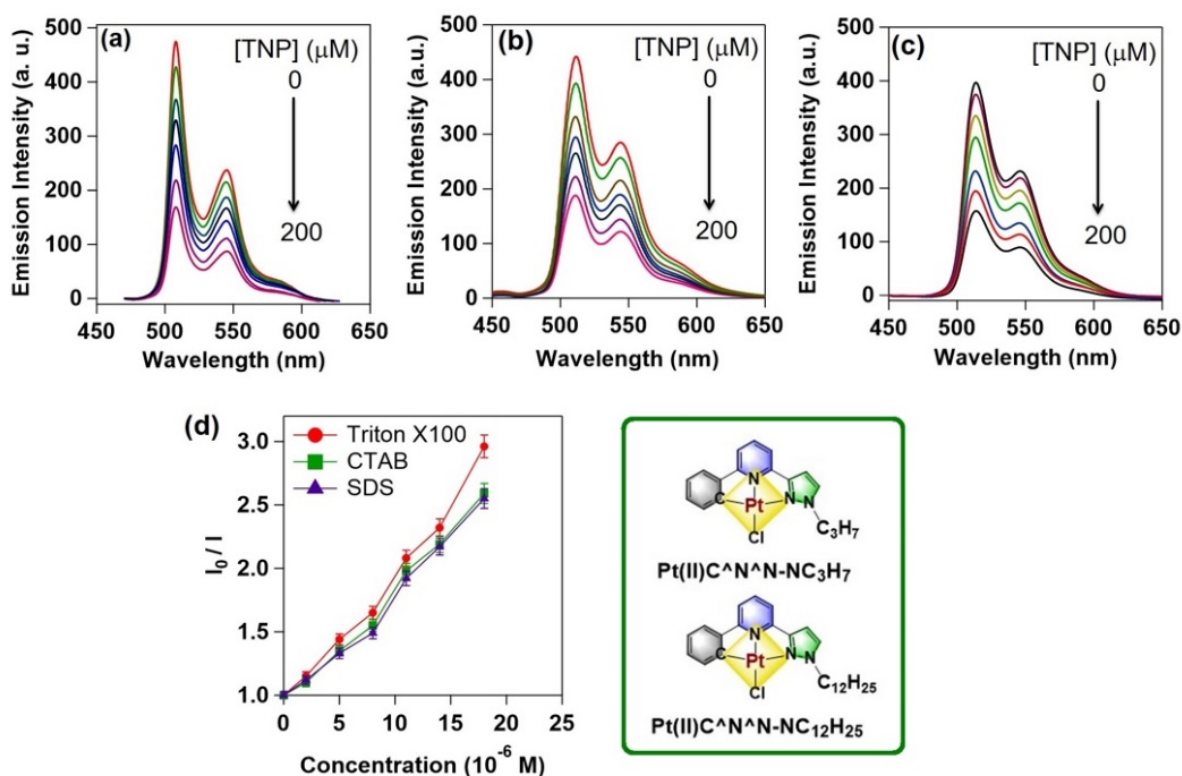 (a)
[TNP] (μM)
0
200
Emission Intensity (a. u.)
500
400
300
200
100
0
450 500 550 600 650
Wavelength (nm)
(b)
[TNP] (μM)
0
200
Emission Intensity (a.u.)
500
400
300
200
100
0
450 500 550 600 650
Wavelength (nm)
(c)
[TNP] (μM)
0
200
Emission Intensity (a.u.)
500
400
300
200
100
0
450 500 550 600 650
Wavelength (nm)
(d)
Triton X100
CTAB
SDS
I₀ / I
3.0
2.5
2.0
1.5
1.0
0 5 10 15 20 25
Concentration (10⁻⁶ M)
N
C Pt N N
Cl C₃H₇
Pt(II)C^N^N-NC₃H₇
N
C Pt N N
Cl C₁₂H₂₅
Pt(II)C^N^N-NC₁₂H₂₅